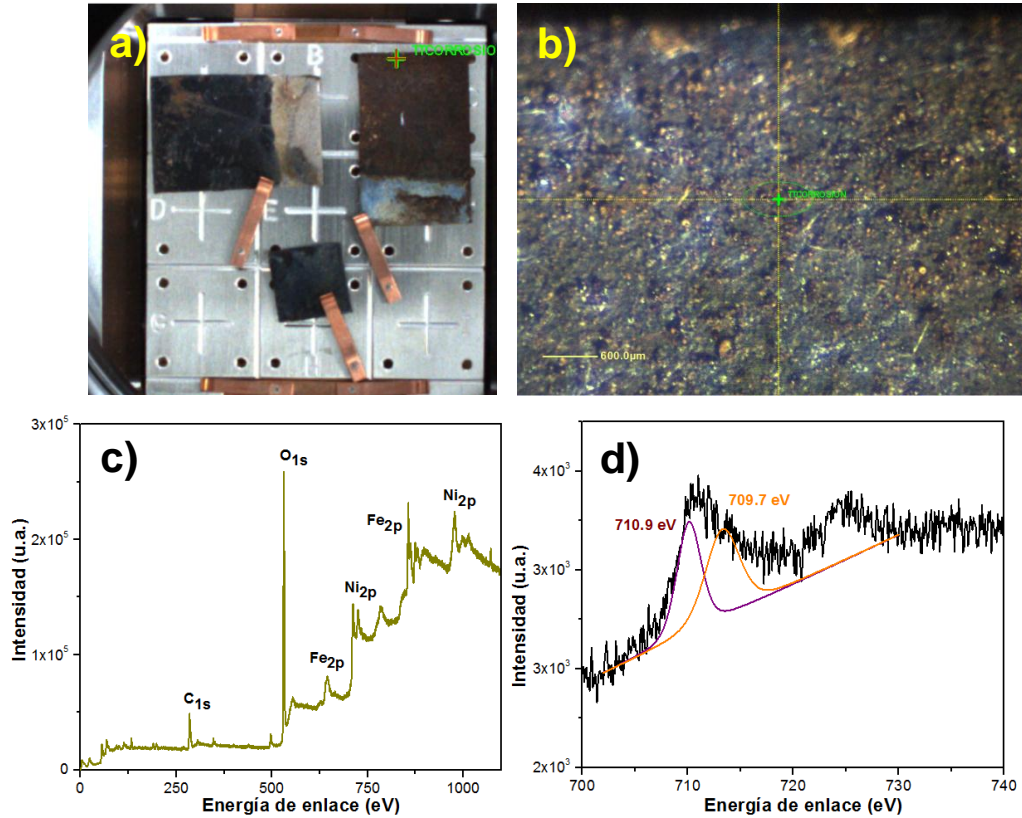 a)
B
TICORROSIO
D
E
G
H
b)
TICORROSION
600.0µm
c)
3x10⁵
2x10⁵
1x10⁵
0
Intensidad (u.a.)
C1s
O1s
Fe2p
Ni2p
Fe2p
Ni2p
0 250 500 750 1000
Energía de enlace (eV)
d)
4x10³
3x10³
3x10³
2x10³
Intensidad (u.a.)
710.9 eV
709.7 eV
700 710 720 730 740
Energía de enlace (eV)